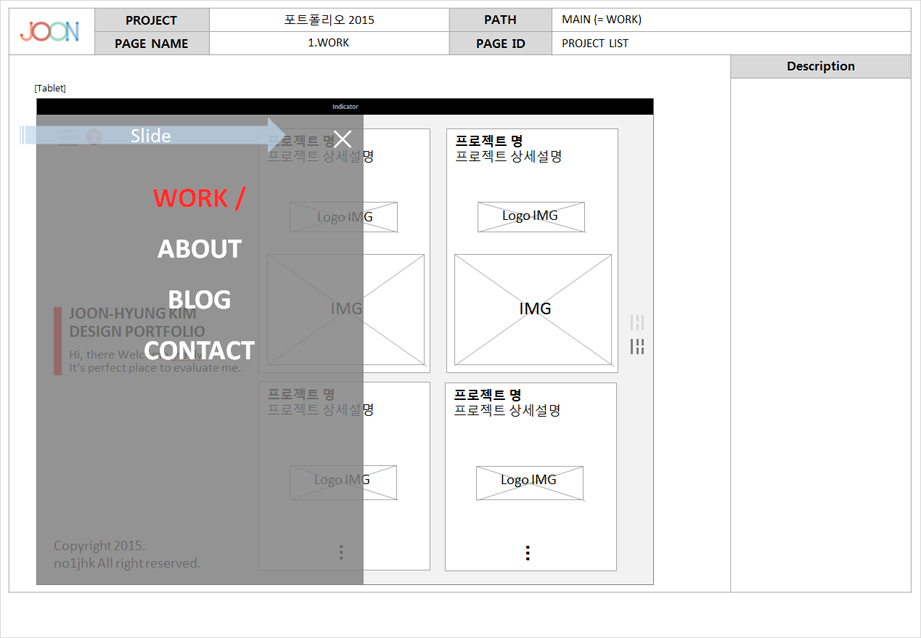 JOON
PROJECT
포트폴리오 2015
PATH
MAIN (= WORK)
PAGE NAME
1.WORK
PAGE ID
PROJECT LIST
Description
[Tablet]
Indicator
1
Slide
프로젝트 명
프로젝트 상세설명
프로젝트 명
프로젝트 상세설명
WORK /
Logo IMG
Logo IMG
ABOUT
BLOG
IMG
IMG
JOON-HYUNG KIM
DESIGN PORTFOLIO
CONTACT
Hi, there Welcome
It's perfect place to evaluate me.
프로젝트 명
프로젝트 상세설명
프로젝트 명
프로젝트 상세설명
Logo IMG
Logo IMG
Copyright 2015.
no1jhk All right reserved.